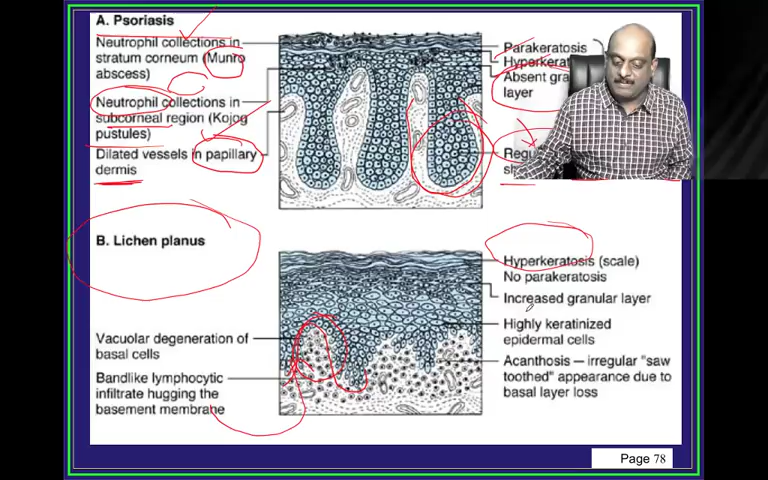 A. Psoriasis
Neutrophil collections in
stratum corneum (Munro
abscess)
Neutrophil collections in
subcorneal region (Kojog
pustules)
Dilated vessels in papillary
dermis
Parakeratosis
Absent
layer
B. Lichen planus
Hyperkeratosis (scale)
No parakeratosis
Increased granular layer
Highly keratinized
epidermal cells
Acanthosis — irregular "saw
toothed" appearance due to
basal layer loss
Vacuolar degeneration of
basal cells
Bandlike lymphocytic
infiltrate hugging the
basement membrane
Page 78